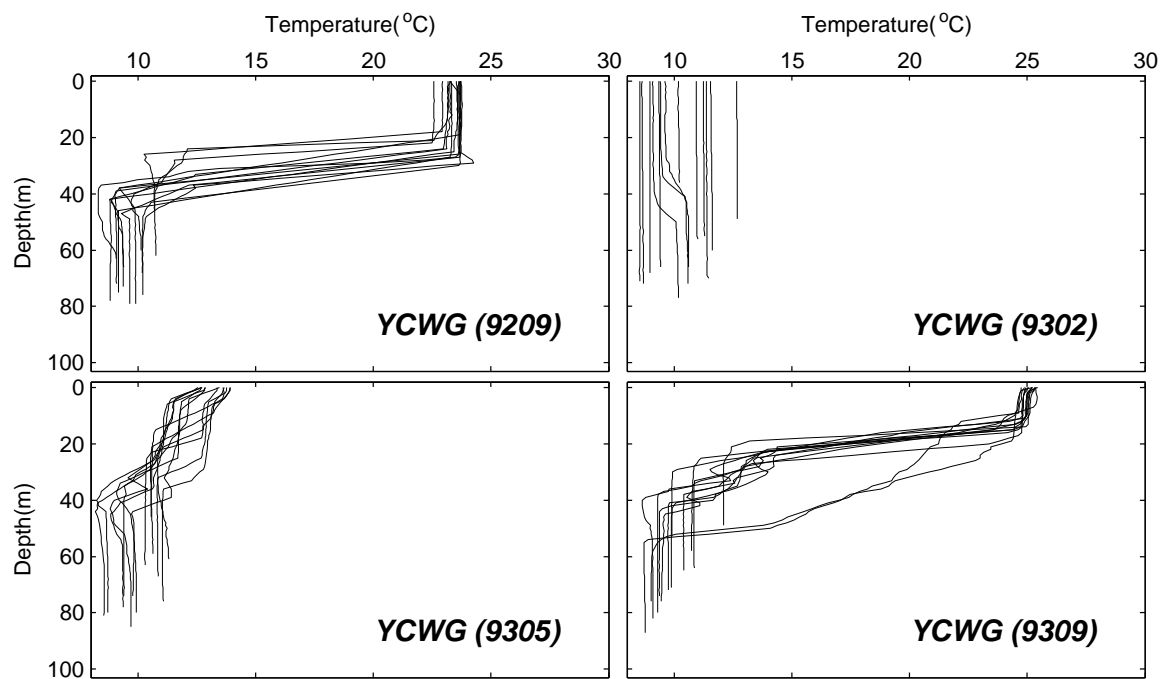 Temperature(°C) Temperature(°C)
10 15 20 25 30 10 15 20 25 30
0
20
40
60
80
100
Depth(m)
YCWG (9209) YCWG (9302)
0
20
40
60
80
100
Depth(m)
YCWG (9305) YCWG (9309)